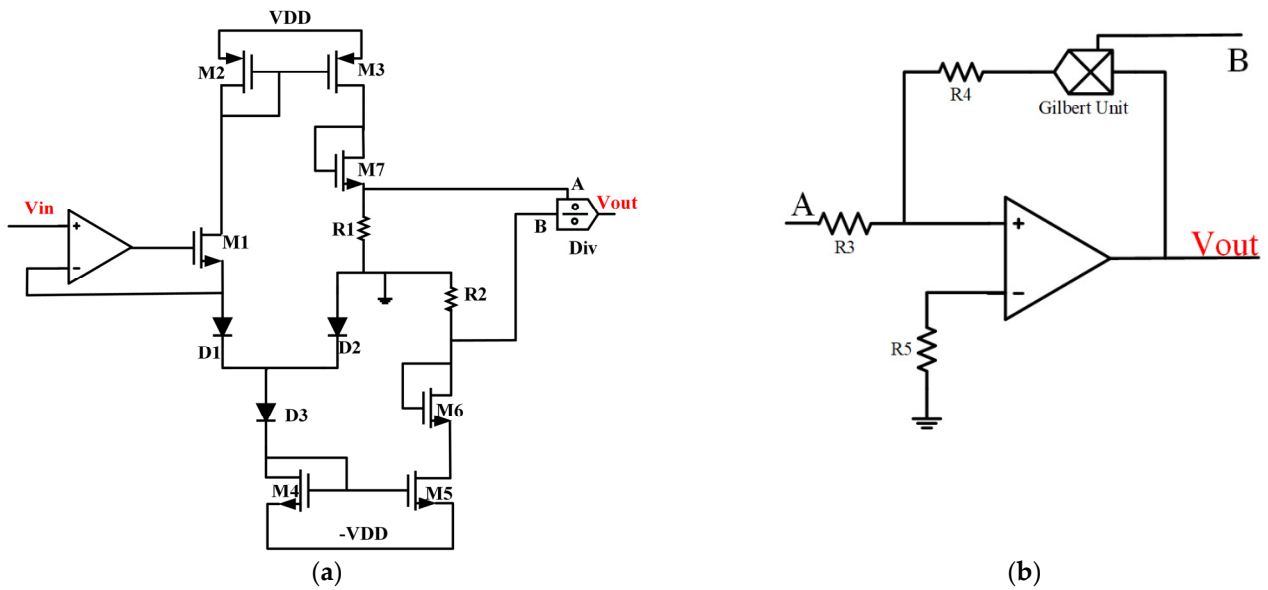 VDD
M2
M3
M7
A
Vin
Vout
+
M1
R1
B
Div
-
R2
D1
D2
M6
D3
M4
M5
-VDD
(a)
B
R4
Gilbert Unit
A
R3
+
Vout
−
R5
(b)